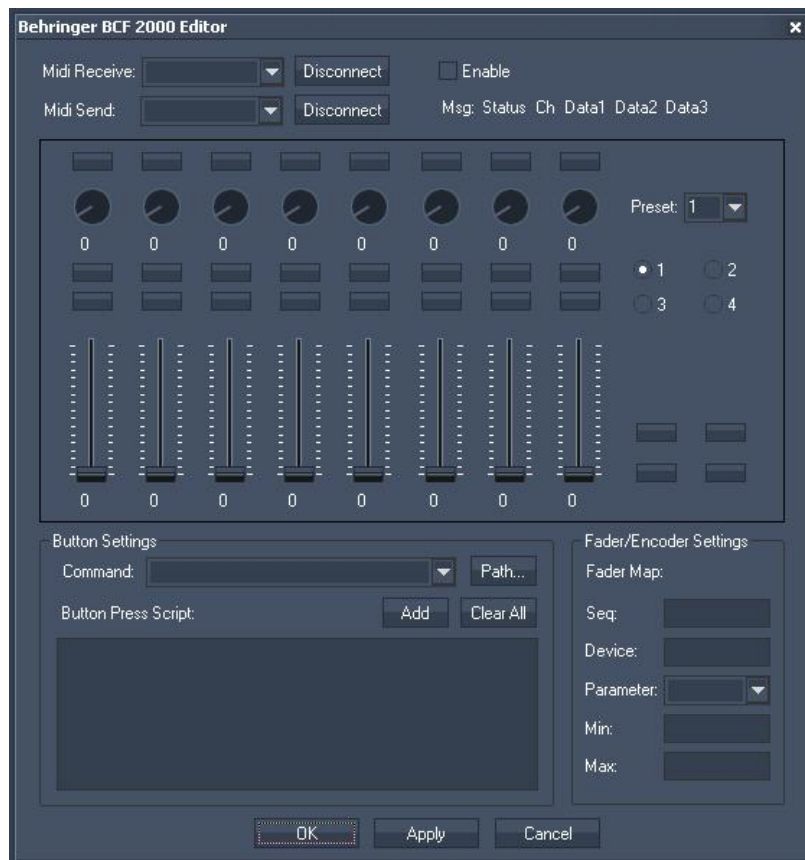 Behringer BCF 2000 Editor x
Midi Receive: Disconnect Enable
Midi Send: Disconnect Msg: Status Ch Data1 Data2 Data3
Preset: 1
0 0 0 0 0 0 0 0
1 2
3 4
0 0 0 0 0 0 0 0
Button Settings
Command: Path...
Button Press Script: Add Clear All
Fader/Encoder Settings
Fader Map:
Seq:
Device:
Parameter:
Min:
Max:
OK Apply Cancel